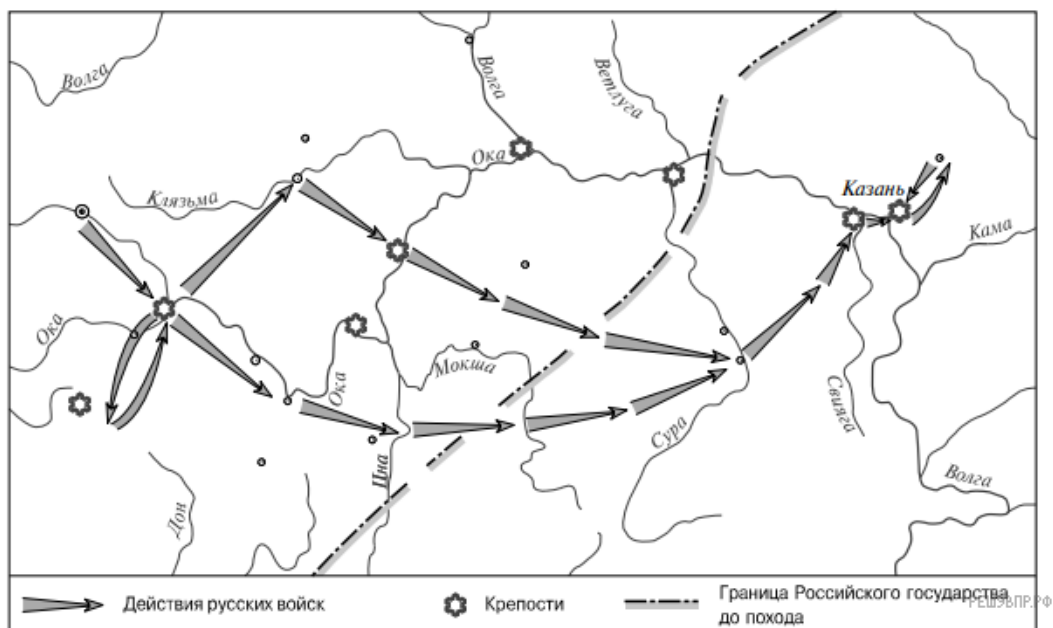 Волга
Волга
Ветлуга
Ока
Клязьма
Казань
Кама
Ока
Ока
Мокша
Сура
Свияга
Волга
Дон
Цна
Действия русских войск
Крепости
Граница Российского государства
до похода
РЕШУВПР.РФ